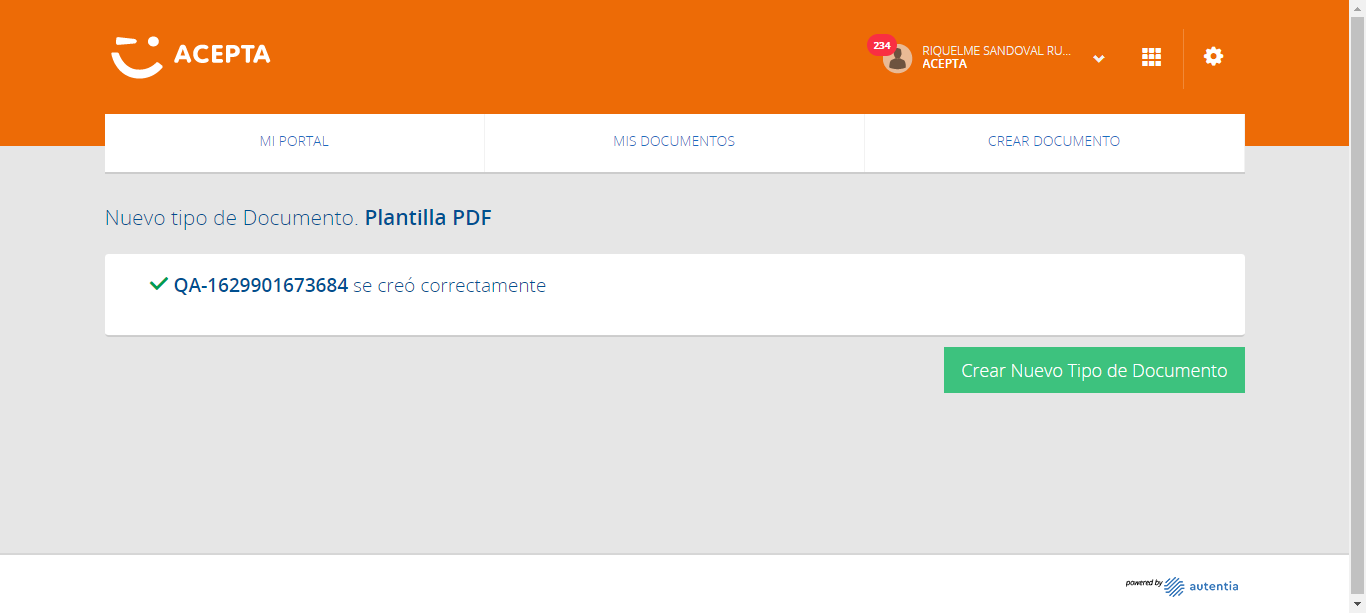 ACEPTA
234
RIQUELME SANDOVAL RU...
ACEPTA
MI PORTAL
MIS DOCUMENTOS
CREAR DOCUMENTO
Nuevo tipo de Documento. Plantilla PDF
QA-1629901673684 se creó correctamente
Crear Nuevo Tipo de Documento
powered by autentia